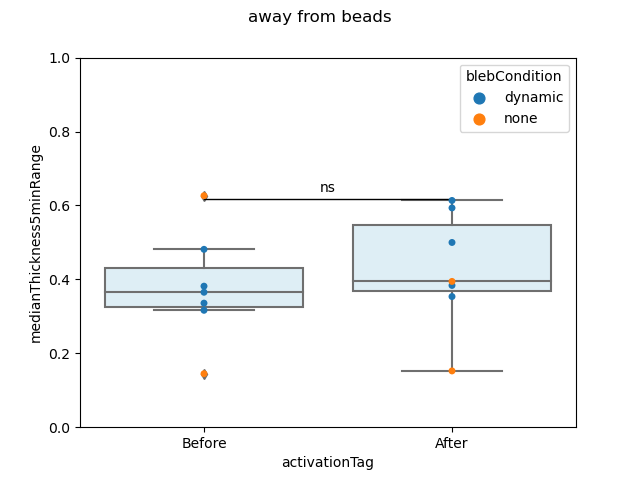 away from beads
1.0
0.8
0.6
0.4
0.2
0.0
medianThickness5minRange
ns
blebCondition
dynamic
none
Before
After
activationTag